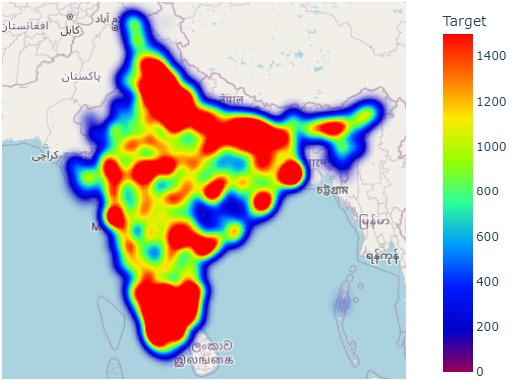 Target
1400
1200
1000
800
600
400
200
0
افغانستان
کابل
پاکستان
کراچی
नेपाल
চট্টগ্রাম
မြန်မာ
ရန်ကုန်
ලංකාව
இலங்கை